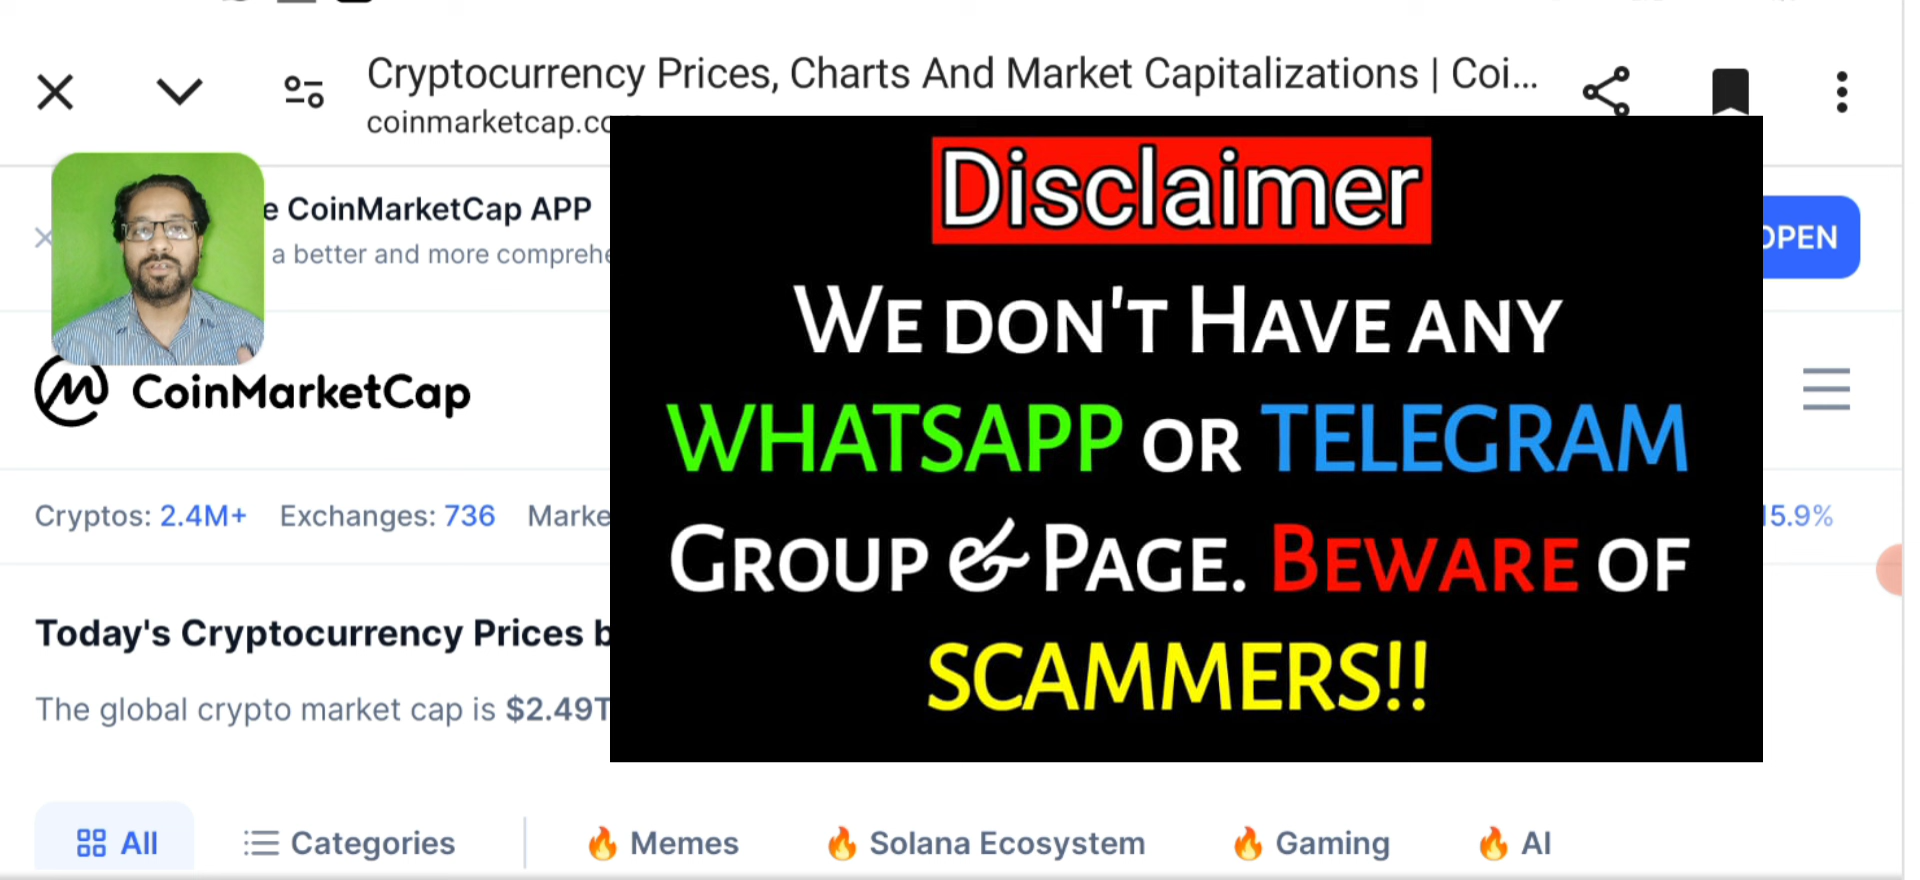 Cryptocurrency Prices, Charts And Market Capitalizations | Coi...
coinmarketcap.co
Disclaimer
e CoinMarketCap APP
a better and more comprehe
OPEN
WE DON'T HAVE ANY
WHATSAPP OR TELEGRAM
GROUP & PAGE. BEWARE OF
SCAMMERS!!
CoinMarketCap
Cryptos: 2.4M+ Exchanges: 736 Marke
15.9%
Today's Cryptocurrency Prices b
The global crypto market cap is $2.49T
All Categories Memes Solana Ecosystem Gaming AI